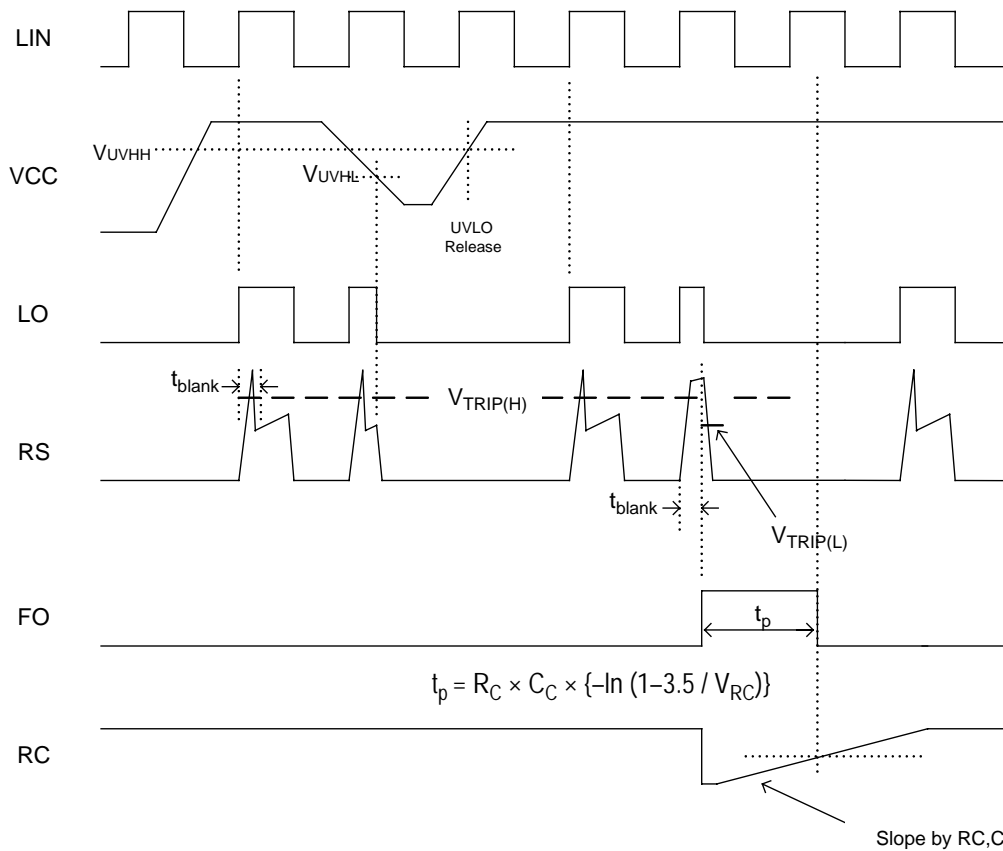 LIN
VUVHH
VCC
VUVHL
UVLO
Release
LO
tblank
VTRIP(H)
RS
tblank
VTRIP(L)
FO
tp
tp = RC × CC × {–ln (1–3.5 / VRC)}
RC
Slope by RC,C